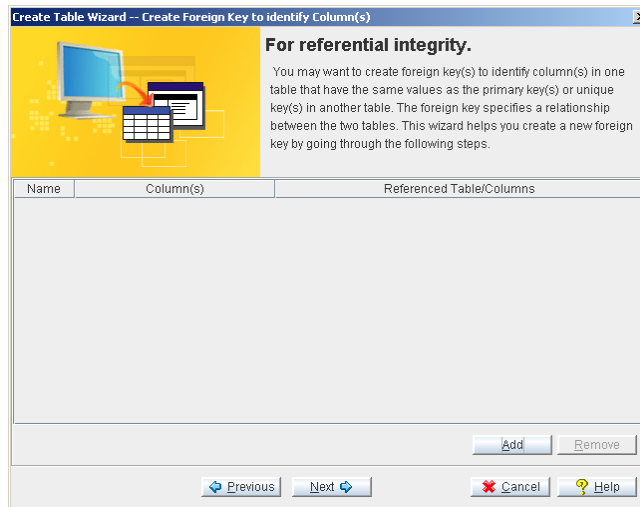 Create Table Wizard -- Create Foreign Key to identify Column(s)
For referential integrity.
You may want to create foreign key(s) to identify column(s) in one
table that have the same values as the primary key(s) or unique
key(s) in another table. The foreign key specifies a relationship
between the two tables. This wizard helps you create a new foreign
key by going through the following steps.
Name Column(s) Referenced Table/Columns
Add Remove
Previous Next Cancel Help